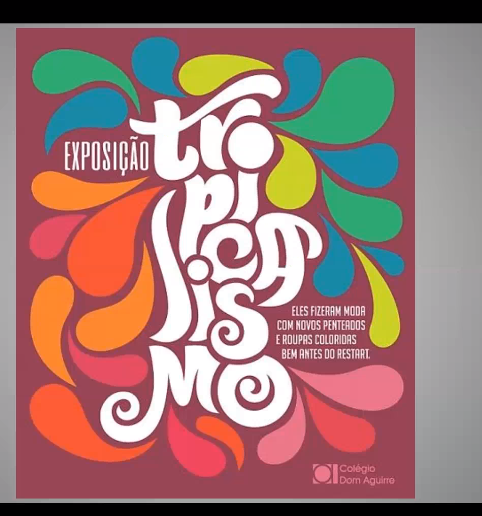 EXPOSIÇÃO
tro
pi
cA
lis
MO
ELES FIZERAM MODA
COM NOVOS PENTEADOS
E ROUPAS COLORIDAS
BEM ANTES DO RESTART.
Colégio
Dom Aguirre